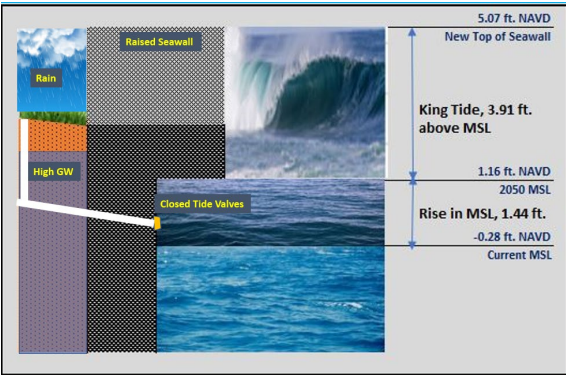 5.07 ft. NAVD
New Top of Seawall
Raised Seawall
Rain
King Tide, 3.91 ft.
above MSL
High GW
1.16 ft. NAVD
2050 MSL
Closed Tide Valves
Rise in MSL, 1.44 ft.
-0.28 ft. NAVD
Current MSL